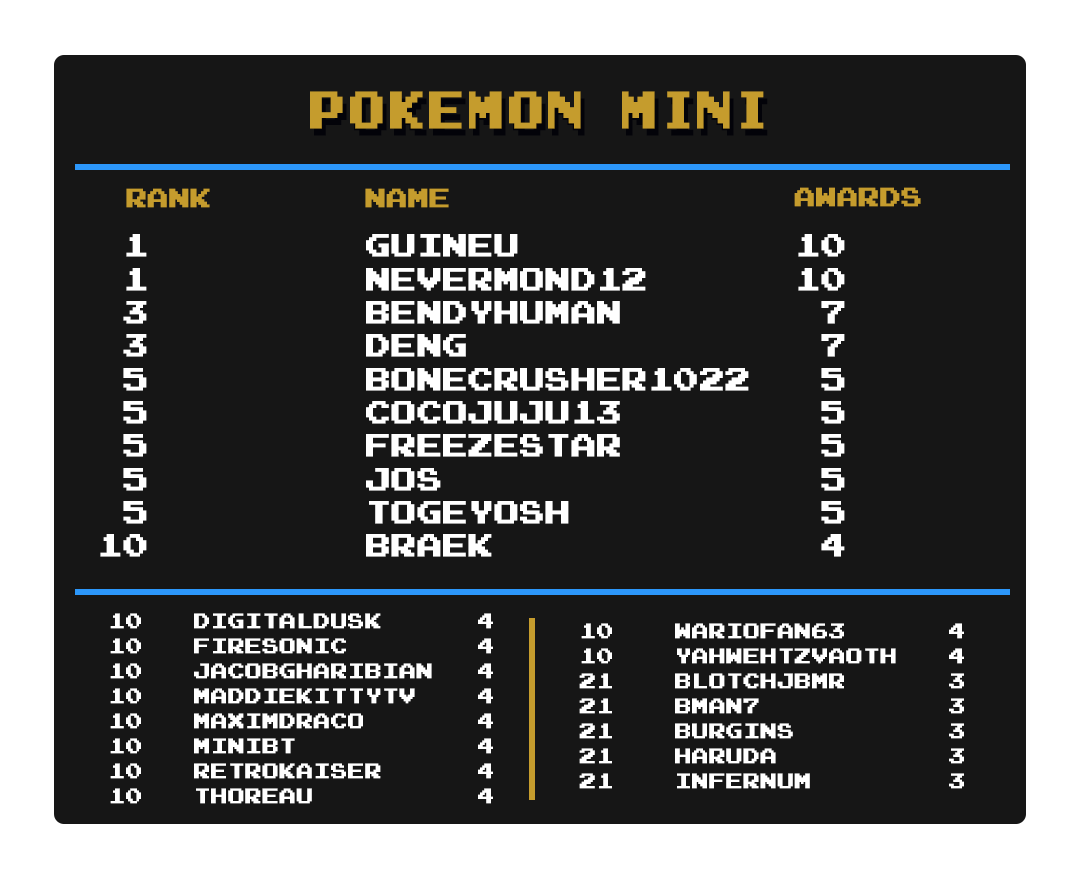 POKEMON MINI
RANK NAME AWARDS
1 GUINEU 10
1 NEVERMOND12 10
3 BENDYHUMAN 7
3 DENG 7
5 BONECRUSHER1022 5
5 COCOJUJU13 5
5 FREEZESTAR 5
5 JOS 5
5 TOGEYOSH 5
10 BRAEK 4
10 DIGITALDUSK 4
10 FIRESONIC 4
10 JACOBGHARIBIAN 4
10 MADDIEKITTYTV 4
10 MAXIMDRACO 4
10 MINIBT 4
10 RETROKAISER 4
10 THOREAU 4
10 WARIOFAN63 4
10 YAHWEHTZVAOTH 4
21 BLOTCHJBMR 3
21 BMAN7 3
21 BURGINS 3
21 HARUDA 3
21 INFERNUM 3